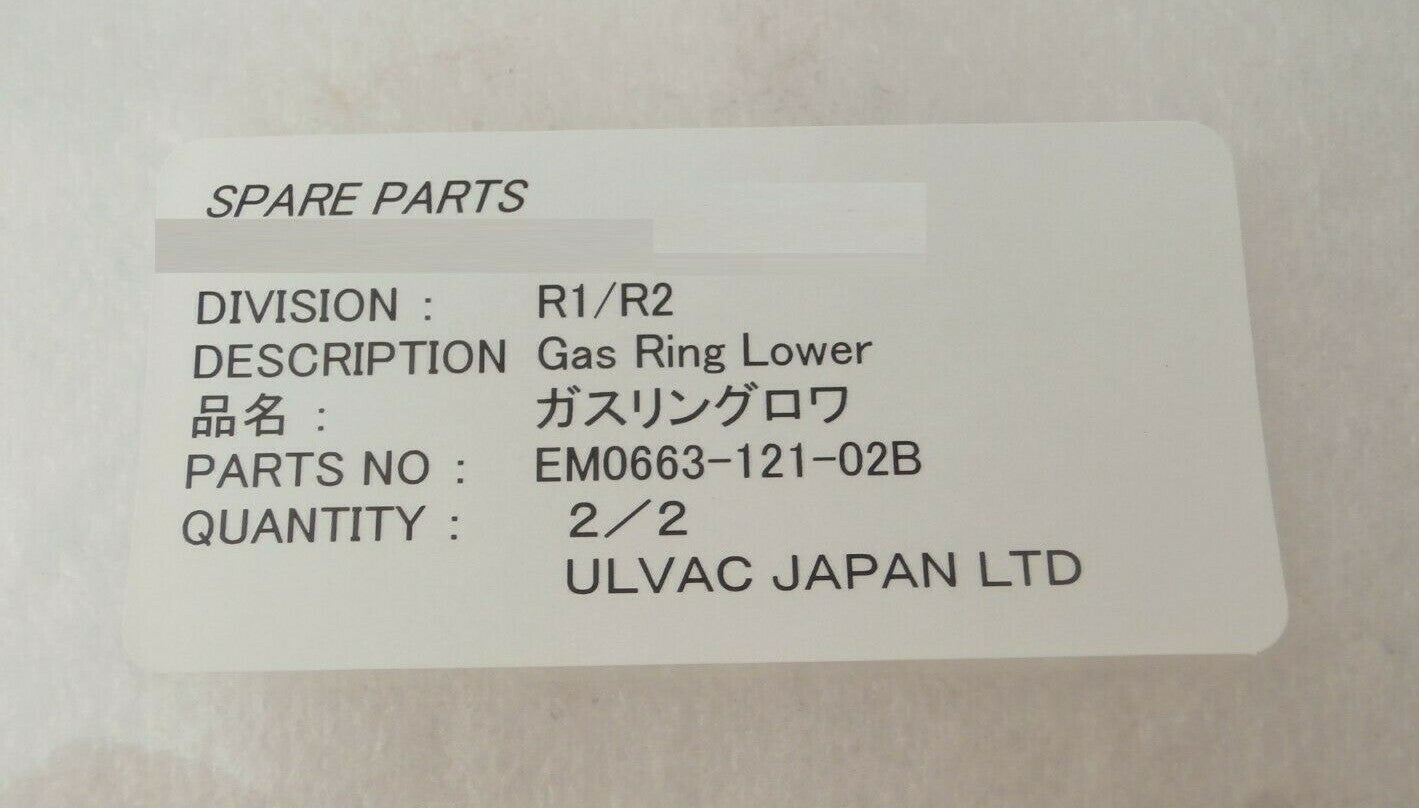 SPARE PARTS
DIVISION : R1/R2
DESCRIPTION Gas Ring Lower
品名 : ガスリングロワ
PARTS NO : EM0663-121-02B
QUANTITY : 2／2
ULVAC JAPAN LTD